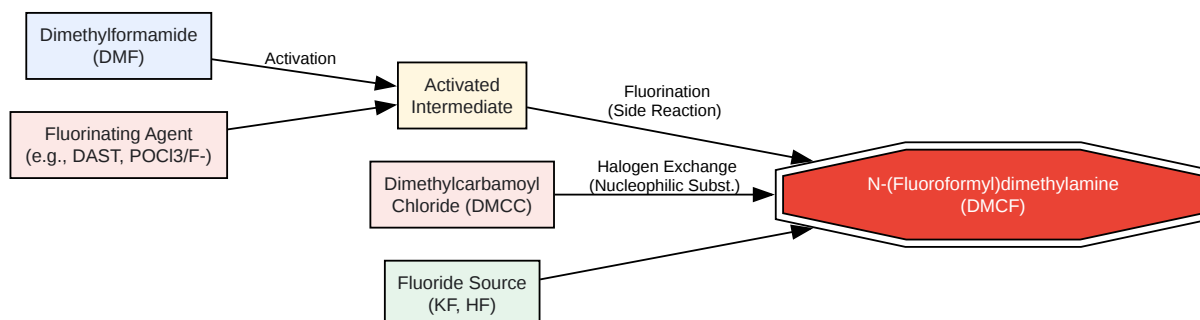 Dimethylformamide
(DMF)
Activation
Fluorinating Agent
(e.g., DAST, POCl3/F-)
Activated
Intermediate
Fluorination
(Side Reaction)
Dimethylcarbamoyl
Chloride (DMCC)
Halogen Exchange
(Nucleophilic Subst.)
Fluoride Source
(KF, HF)
N-(Fluoroformyl)dimethylamine
(DMCF)